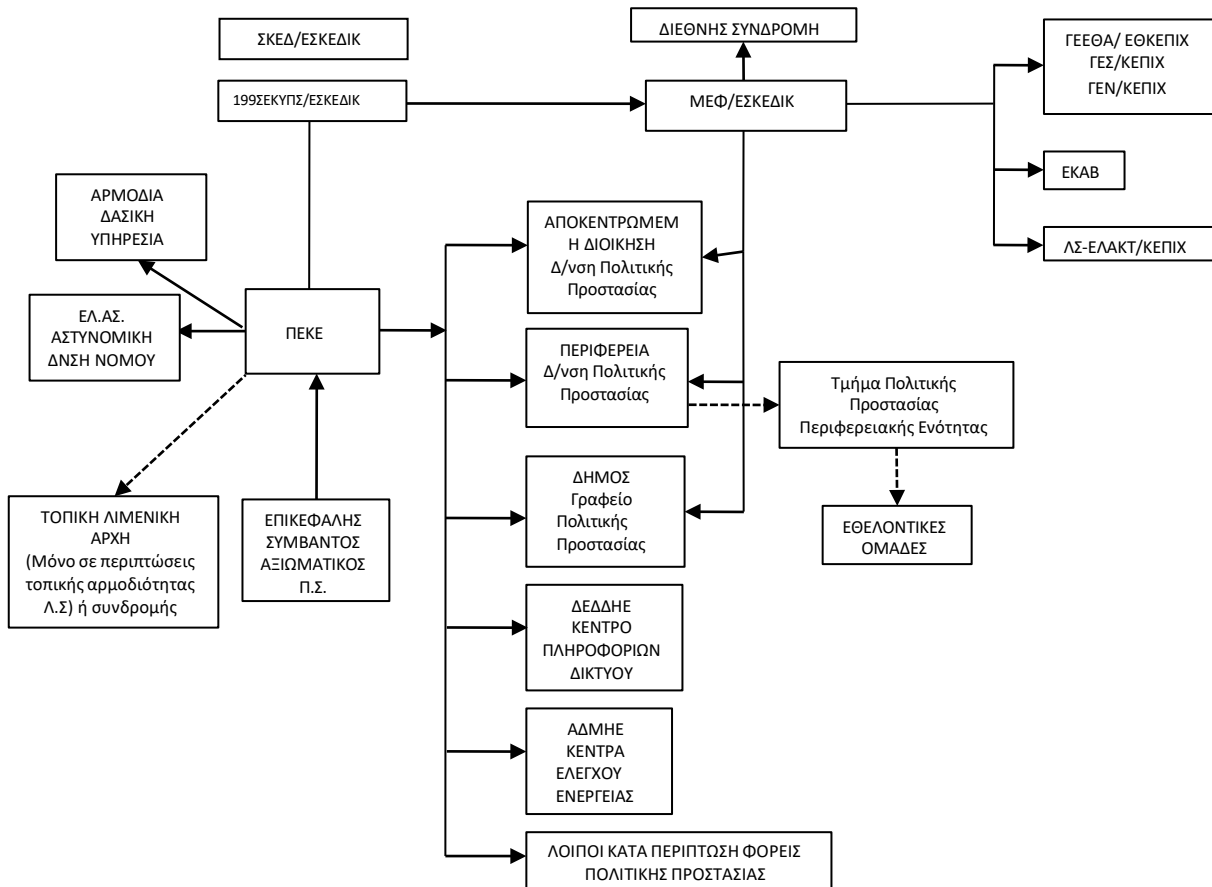 ΣΚΕΔ/ΕΣΚΕΔΙΚ
ΔΙΕΘΝΗΣ ΣΥΝΔΡΟΜΗ
ΓΕΕΘΑ/ ΕΘΚΕΠΙΧ
ΓΕΣ/ΚΕΠΙΧ
ΓΕΝ/ΚΕΠΙΧ
199ΣΕΚΥΠΣ/ΕΣΚΕΔΙΚ
ΜΕΦ/ΕΣΚΕΔΙΚ
ΕΚΑΒ
ΛΣ-ΕΛΑΚΤ/ΚΕΠΙΧ
ΑΡΜΟΔΙΑ
ΔΑΣΙΚΗ
ΥΠΗΡΕΣΙΑ
ΑΠΟΚΕΝΤΡΩΜΕΜ
Η ΔΙΟΙΚΗΣΗ
Δ/νση Πολιτικής
Προστασίας
ΕΛ.ΑΣ.
ΑΣΤΥΝΟΜΙΚΗ
ΔΝΣΗ ΝΟΜΟΥ
ΠΕΚΕ
ΠΕΡΙΦΕΡΕΙΑ
Δ/νση Πολιτικής
Προστασίας
Τμήμα Πολιτικής
Προστασίας
Περιφερειακής Ενότητας
ΤΟΠΙΚΗ ΛΙΜΕΝΙΚΗ
ΑΡΧΗ
(Μόνο σε περιπτώσεις
τοπικής αρμοδιότητας
Λ.Σ) ή συνδρομής
ΕΠΙΚΕΦΑΛΗΣ
ΣΥΜΒΑΝΤΟΣ
ΑΞΙΩΜΑΤΙΚΟΣ
Π.Σ.
ΔΗΜΟΣ
Γραφείο
Πολιτικής
Προστασίας
ΕΘΕΛΟΝΤΙΚΕΣ
ΟΜΑΔΕΣ
ΔΕΔΔΗΕ
ΚΕΝΤΡΟ
ΠΛΗΡΟΦΟΡΙΩΝ
ΔΙΚΤΥΟΥ
ΑΔΜΗΕ
ΚΕΝΤΡΑ
ΕΛΕΓΧΟΥ
ΕΝΕΡΓΕΙΑΣ
ΛΟΙΠΟΙ ΚΑΤΑ ΠΕΡΙΠΤΩΣΗ ΦΟΡΕΙΣ
ΠΟΛΙΤΙΚΗΣ ΠΡΟΣΤΑΣΙΑΣ